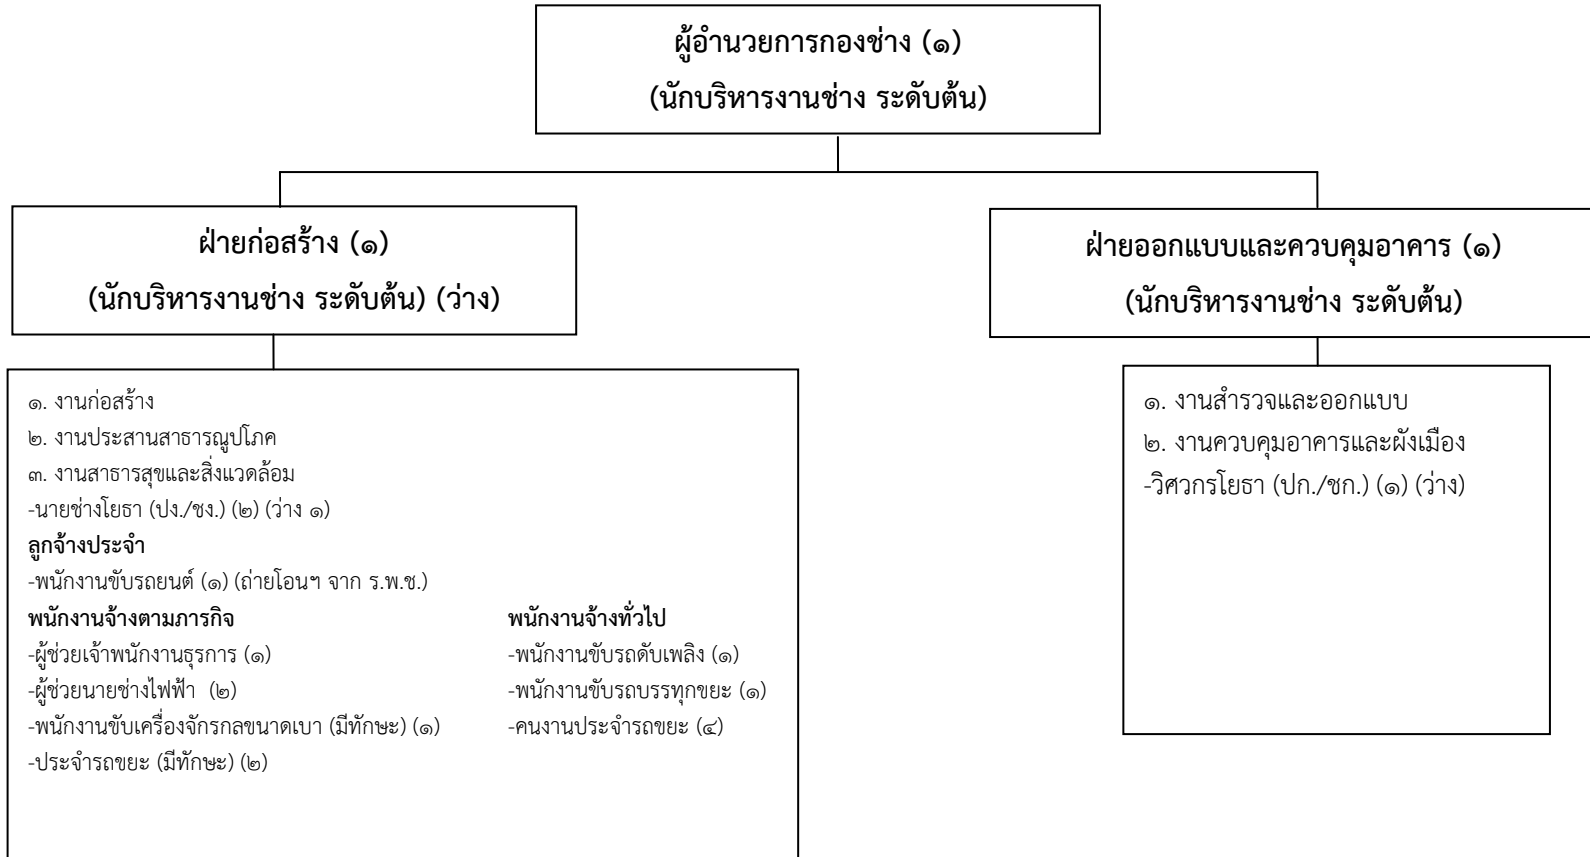 ผู้อำนวยการกองช่าง (๑)
(นักบริหารงานช่าง ระดับต้น)
ฝ่ายก่อสร้าง (๑)
(นักบริหารงานช่าง ระดับต้น) (ว่าง)
ฝ่ายออกแบบและควบคุมอาคาร (๑)
(นักบริหารงานช่าง ระดับต้น)
๑. งานก่อสร้าง
๒. งานประสานสาธารณูปโภค
๓. งานสาธารสุขและสิ่งแวดล้อม
-นายช่างโยธา (ปง./ชง.) (๒) (ว่าง ๑)
ลูกจ้างประจำ
-พนักงานขับรถยนต์ (๑) (ถ่ายโอนฯ จาก ร.พ.ช.)
พนักงานจ้างตามภารกิจ
-ผู้ช่วยเจ้าพนักงานธุรการ (๑)
-ผู้ช่วยนายช่างไฟฟ้า (๒)
-พนักงานขับเครื่องจักรกลขนาดเบา (มีทักษะ) (๑)
-ประจำรถขยะ (มีทักษะ) (๒)
พนักงานจ้างทั่วไป
-พนักงานขับรถดับเพลิง (๑)
-พนักงานขับรถบรรทุกขยะ (๑)
-คนงานประจำรถขยะ (๔)
๑. งานสำรวจและออกแบบ
๒. งานควบคุมอาคารและผังเมือง
-วิศวกรโยธา (ปก./ชก.) (๑) (ว่าง)